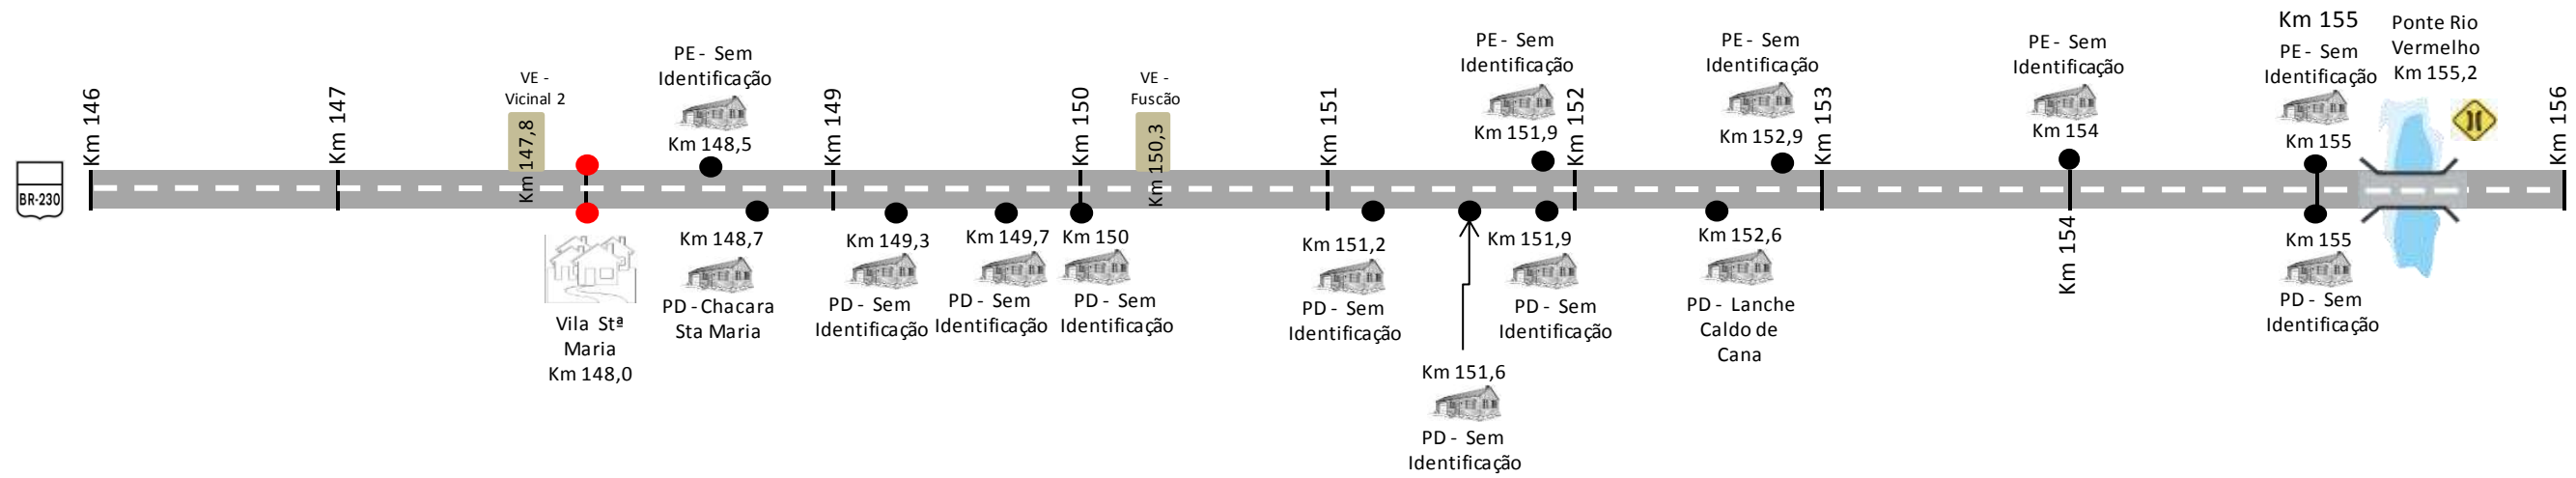 BR-230
Km 146
Km 147
VE -
Vicinal 2
Km 147,8
PE - Sem
Identificação
Km 148,5
Km 149
Km 150
VE -
Fuscão
Km 150,3
Km 151
PE - Sem
Identificação
Km 151,9
Km 152
PE - Sem
Identificação
Km 152,9
Km 153
PE - Sem
Identificação
Km 154
Km 155
PE - Sem
Identificação
Km 155
Ponte Rio
Vermelho
Km 155,2
Km 156
Vila Stª
Maria
Km 148,0
Km 148,7
PD - Chacara
Sta Maria
Km 149,3
PD - Sem
Identificação
Km 149,7
PD - Sem
Identificação
Km 150
PD - Sem
Identificação
Km 151,2
PD - Sem
Identificação
Km 151,6
PD - Sem
Identificação
Km 151,9
PD - Sem
Identificação
Km 152,6
PD - Lanche
Caldo de
Cana
Km 154
Km 155
PD - Sem
Identificação